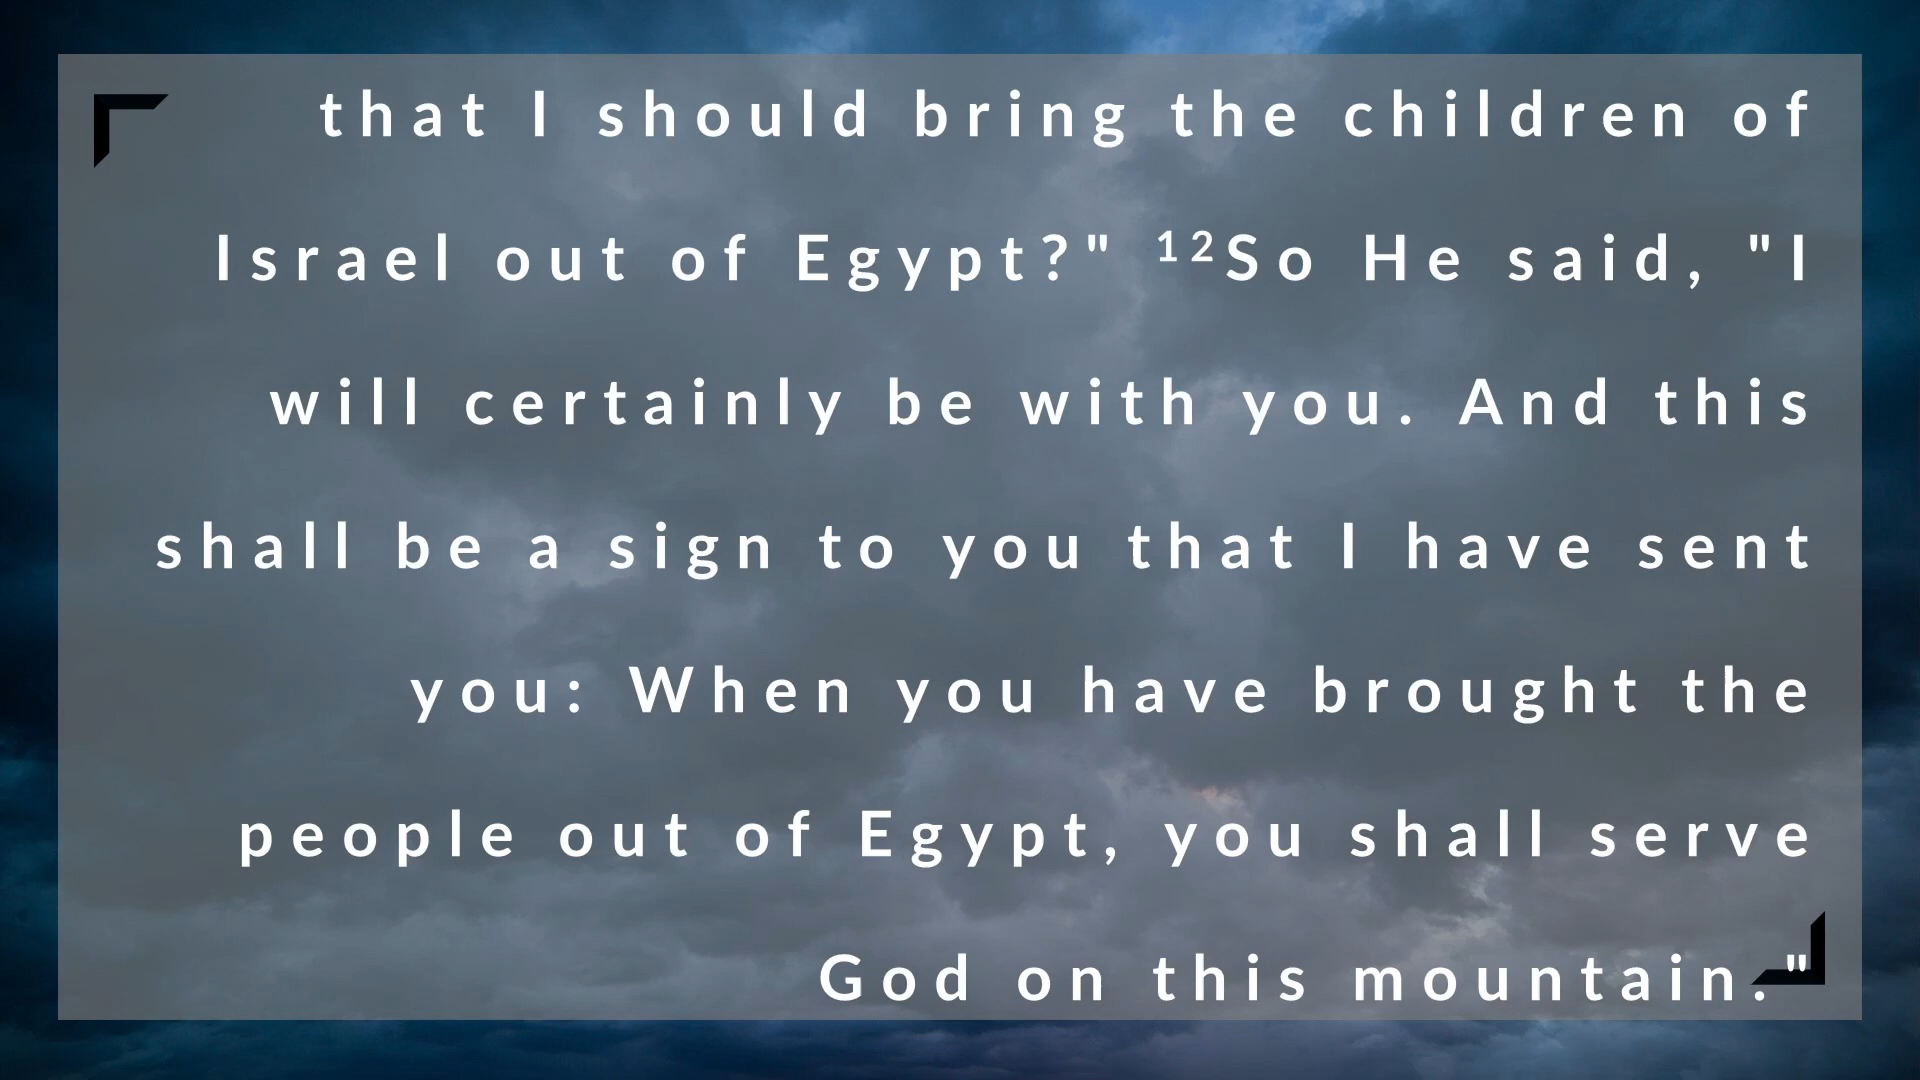 that I should bring the children of
Israel out of Egypt?" ¹²So He said, "I
will certainly be with you. And this
shall be a sign to you that I have sent
you: When you have brought the
people out of Egypt, you shall serve
God on this mountain."